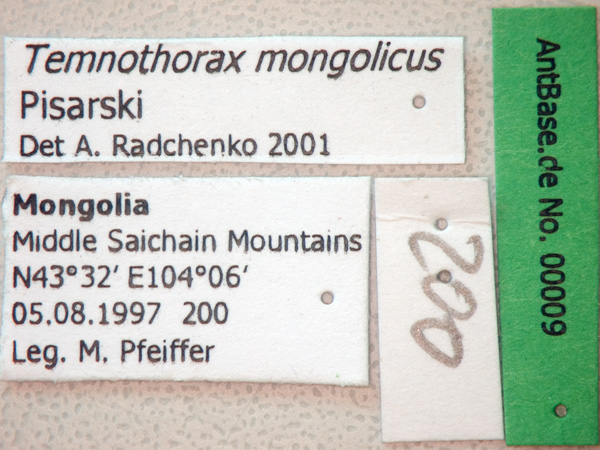 Temnothorax mongolicus
Pisarski
Det A. Radchenko 2001
Mongolia
Middle Saichain Mountains
N43°32' E104°06'
05.08.1997 200
Leg. M. Pfeiffer
200
AntBase.de No. 00009